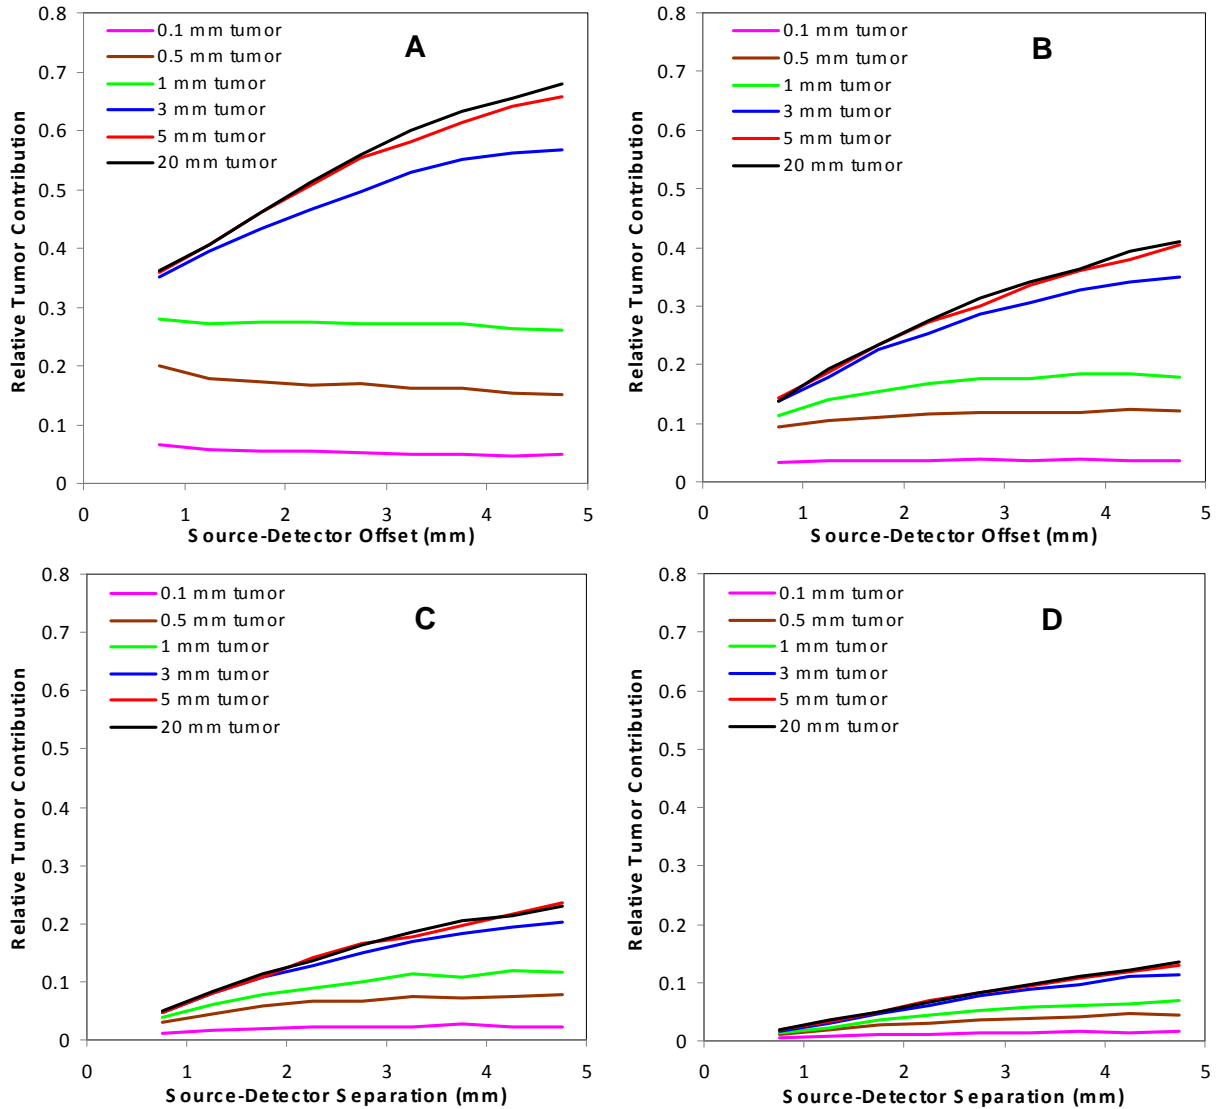 A
0.1 mm tumor
0.5 mm tumor
1 mm tumor
3 mm tumor
5 mm tumor
20 mm tumor
Relative Tumor Contribution
0.8
0.7
0.6
0.5
0.4
0.3
0.2
0.1
0
0 1 2 3 4 5
Source-Detector Offset (mm)
B
0.1 mm tumor
0.5 mm tumor
1 mm tumor
3 mm tumor
5 mm tumor
20 mm tumor
Relative Tumor Contribution
0.8
0.7
0.6
0.5
0.4
0.3
0.2
0.1
0
0 1 2 3 4 5
Source-Detector Offset (mm)
C
0.1 mm tumor
0.5 mm tumor
1 mm tumor
3 mm tumor
5 mm tumor
20 mm tumor
Relative Tumor Contribution
0.8
0.7
0.6
0.5
0.4
0.3
0.2
0.1
0
0 1 2 3 4 5
Source-Detector Separation (mm)
D
0.1 mm tumor
0.5 mm tumor
1 mm tumor
3 mm tumor
5 mm tumor
20 mm tumor
Relative Tumor Contribution
0.8
0.7
0.6
0.5
0.4
0.3
0.2
0.1
0
0 1 2 3 4 5
Source-Detector Separation (mm)